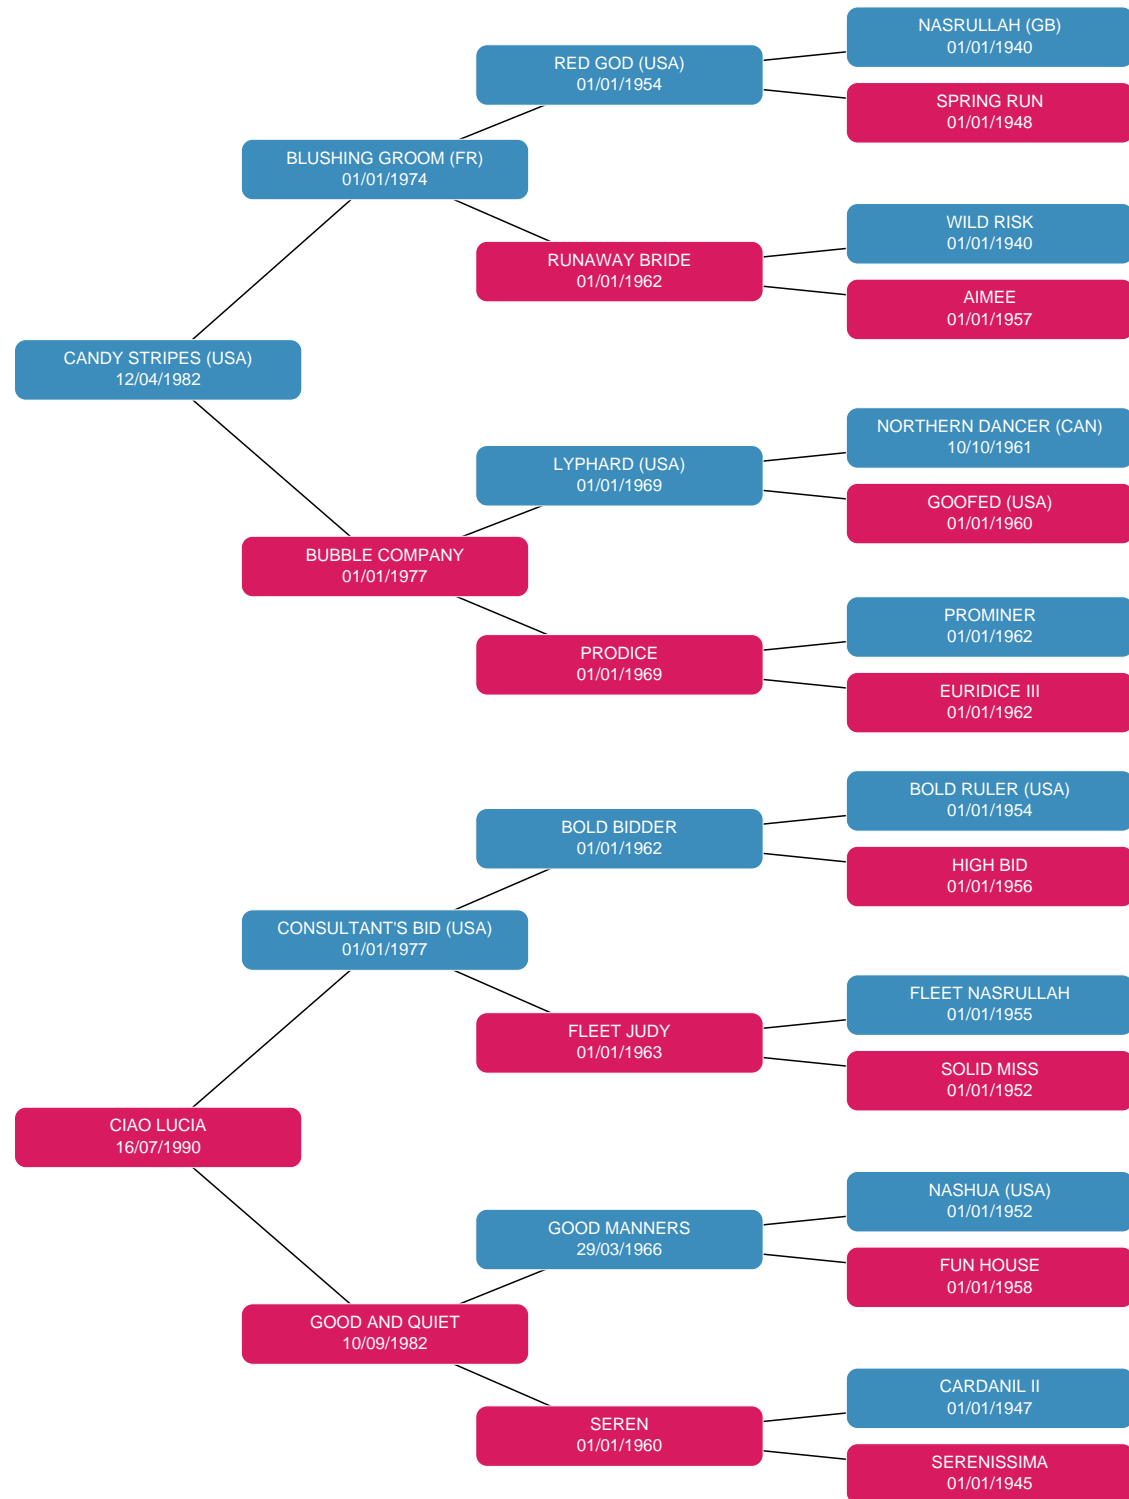 NASRULLAH (GB)
01/01/1940
RED GOD (USA)
01/01/1954
SPRING RUN
01/01/1948
BLUSHING GROOM (FR)
01/01/1974
WILD RISK
01/01/1940
RUNAWAY BRIDE
01/01/1962
AIMEE
01/01/1957
CANDY STRIPES (USA)
12/04/1982
NORTHERN DANCER (CAN)
10/10/1961
LYPHARD (USA)
01/01/1969
GOOFED (USA)
01/01/1960
BUBBLE COMPANY
01/01/1977
PROMINER
01/01/1962
PRODICE
01/01/1969
EURIDICE III
01/01/1962
BOLD RULER (USA)
01/01/1954
BOLD BIDDER
01/01/1962
HIGH BID
01/01/1956
CONSULTANT'S BID (USA)
01/01/1977
FLEET NASRULLAH
01/01/1955
FLEET JUDY
01/01/1963
SOLID MISS
01/01/1952
CIAO LUCIA
16/07/1990
NASHUA (USA)
01/01/1952
GOOD MANNERS
29/03/1966
FUN HOUSE
01/01/1958
GOOD AND QUIET
10/09/1982
CARDANIL II
01/01/1947
SEREN
01/01/1960
SERENISSIMA
01/01/1945